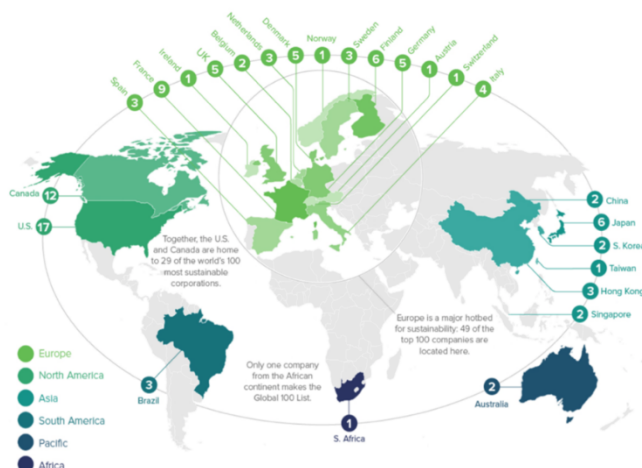 Spain
3
France
9
Ireland
1
UK
5
Belgium
2
Netherlands
3
Denmark
5
Norway
1
Sweden
3
Finland
6
Germany
5
Austria
1
Switzerland
1
Italy
4
Canada 12
U.S. 17
Together, the U.S.
and Canada are home
to 29 of the world's 100
most sustainable
corporations.
2 China
6 Japan
2 S. Korea
1 Taiwan
3 Hong Kong
2 Singapore
Europe is a major hotbed
for sustainability: 49 of the
top 100 companies are
located here.
Only one company
from the African
continent makes the
Global 100 List.
3
Brazil
1
S. Africa
2
Australia
Europe
North America
Asia
South America
Pacific
Africa